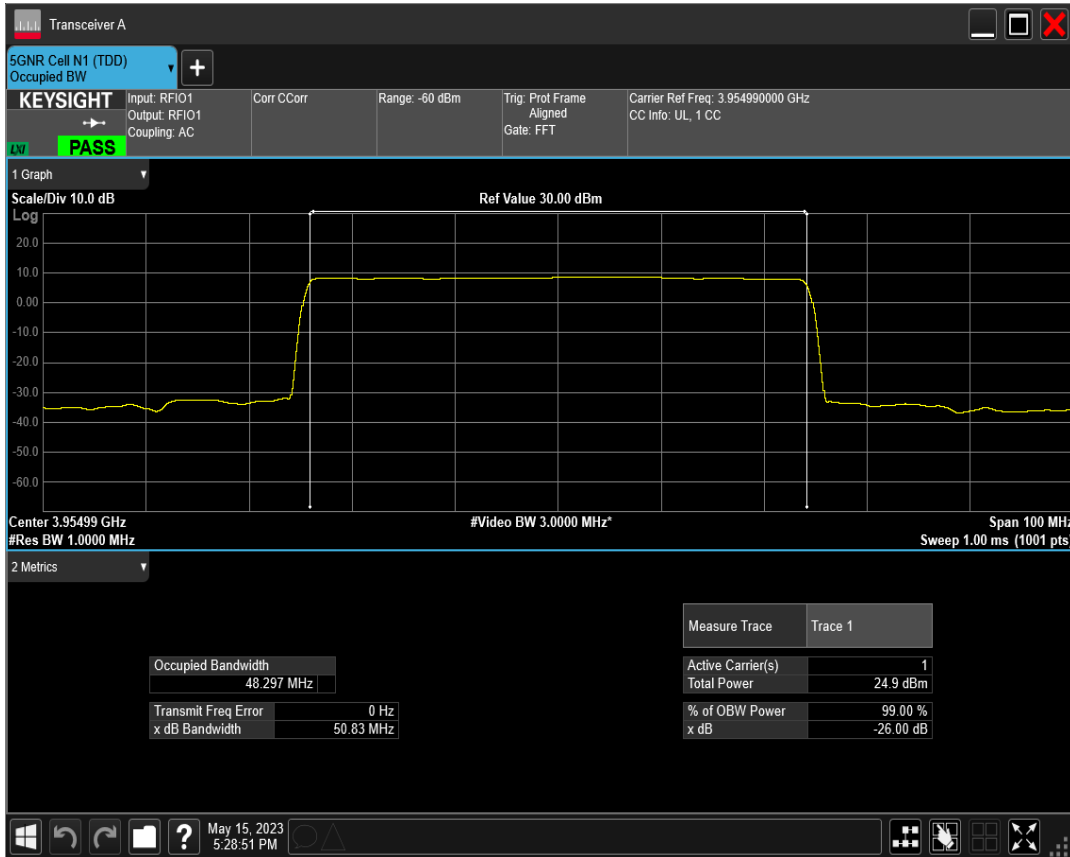 Transceiver A
5GNR Cell N1 (TDD)
Occupied BW
+
KEYSIGHT
LXI
PASS
Input: RFIO1
Output: RFIO1
Coupling: AC
Corr CCorr
Range: -60 dBm
Trig: Prot Frame
Aligned
Gate: FFT
Carrier Ref Freq: 3.954990000 GHz
CC Info: UL, 1 CC
1 Graph
Scale/Div 10.0 dB
Ref Value 30.00 dBm
Log
20.0
10.0
0.00
-10.0
-20.0
-30.0
-40.0
-50.0
-60.0
Center 3.95499 GHz
#Video BW 3.0000 MHz*
Span 100 MHz
#Res BW 1.0000 MHz
Sweep 1.00 ms (1001 pts)
2 Metrics
Measure Trace Trace 1
Occupied Bandwidth
48.297 MHz
Active Carrier(s) 1
Total Power 24.9 dBm
Transmit Freq Error 0 Hz
x dB Bandwidth 50.83 MHz
% of OBW Power 99.00 %
x dB -26.00 dB
?
May 15, 2023
5:28:51 PM